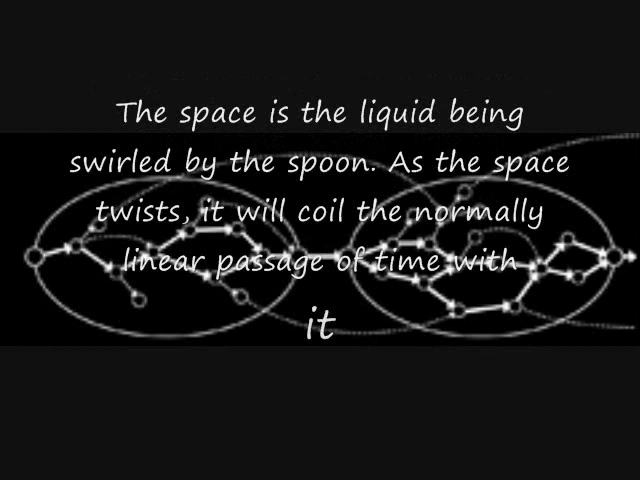 The space is the liquid being
swirled by the spoon. As the space
twists, it will coil the normally
linear passage of time with
it